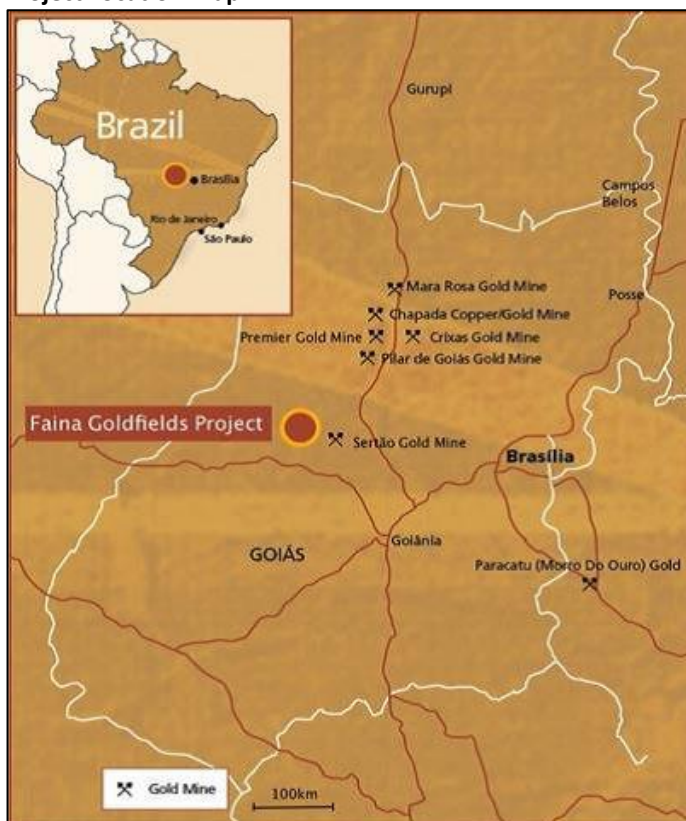 Brazil
Brasília
Rio de Janeiro
São Paulo
Gurupi
Campos
Belos
Posse
Mara Rosa Gold Mine
Chapada Copper/Gold Mine
Premier Gold Mine
Crixas Gold Mine
Pilar de Goiás Gold Mine
Faina Goldfields Project
Sertão Gold Mine
Brasília
Goiânia
GOIÁS
Paracatu (Morro Do Ouro) Gold
Gold Mine
100km